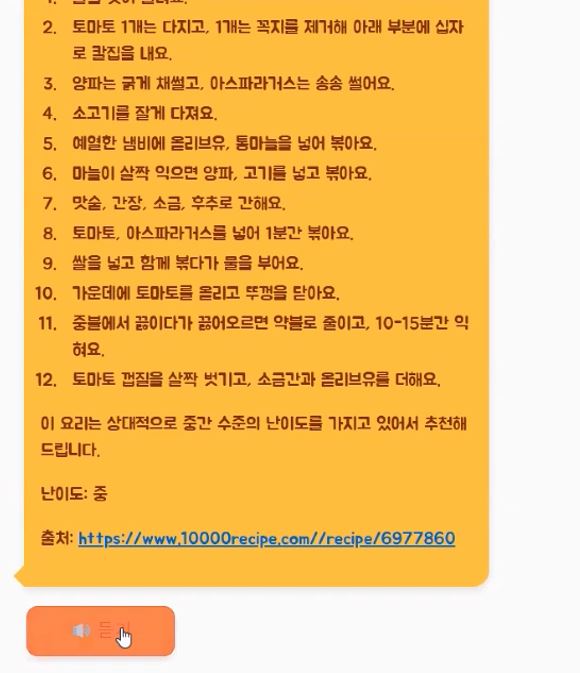 2. 토마토 1개는 다지고, 1개는 꼭지를 제거해 아래 부분에 십자
로 칼집을 내요.
3. 양파는 굵게 채썰고, 아스파라거스는 송송 썰어요.
4. 소고기를 잘게 다져요.
5. 예열한 냄비에 올리브유, 통마늘을 넣어 볶아요.
6. 마늘이 살짝 익으면 양파, 고기를 넣고 볶아요.
7. 맛술, 간장, 소금, 후추로 간해요.
8. 토마토, 아스파라거스를 넣어 1분간 볶아요.
9. 쌀을 넣고 함께 볶다가 물을 부어요.
10. 가운데에 토마토를 올리고 뚜껑을 닫아요.
11. 중불에서 끓이다가 끓어오르면 약불로 줄이고, 10-15분간 익
혀요.
12. 토마토 껍질을 살짝 벗기고, 소금간과 올리브유를 더해요.
이 요리는 상대적으로 중간 수준의 난이도를 가지고 있어서 추천해
드립니다.
난이도: 중
출처: https://www.10000recipe.com//recipe/6977860